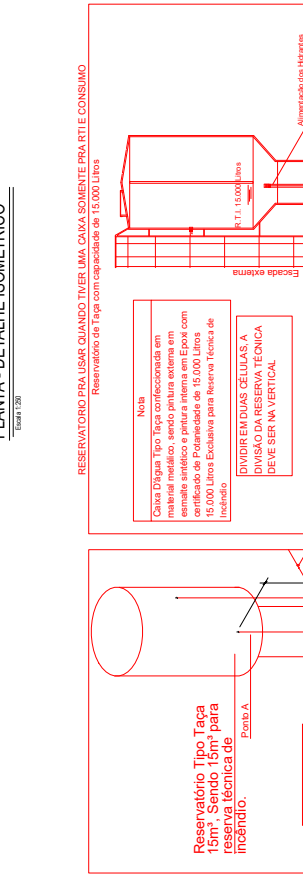 PLANTA - DETALHE ISOMÉTRICO
Escala 1:250
RESERVATORIO PRA USAR QUANDO TIVER UMA CAIXA SOMENTE PRA RTI E CONSUMO
Reservatório de Taça com capacidade de 15.000 Litros
Nota
Caixa D'água Tipo Taça confeccionada em
material metálico, sendo pintura externa em
esmalte sintético e pintura interna em Epoxi com
certificado de Potaniedade de 15.000 Litros
15.000 Litros Exclusiva para Reserva Técnica de
Incêndio
DIVIDIR EM DUAS CÉLULAS, A
DIVISÃO DA RESERVA TÉCNICA
DEVE SER NA VERTICAL
R.T.I. 15.000 Litros
Escada externa
Alimentacão dos Hidrantes
Reservatório Tipo Taça
15m³, Sendo 15m³ para
reserva técnica de
incêndio.
Ponto A